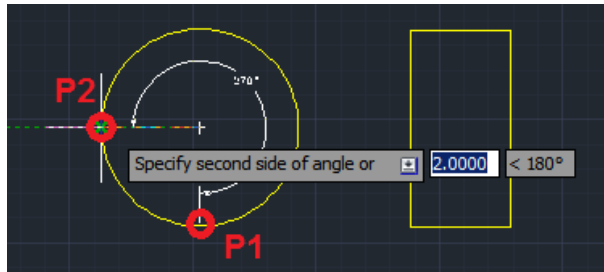 270°
P2
Specify second side of angle or 2.0000 < 180°
P1